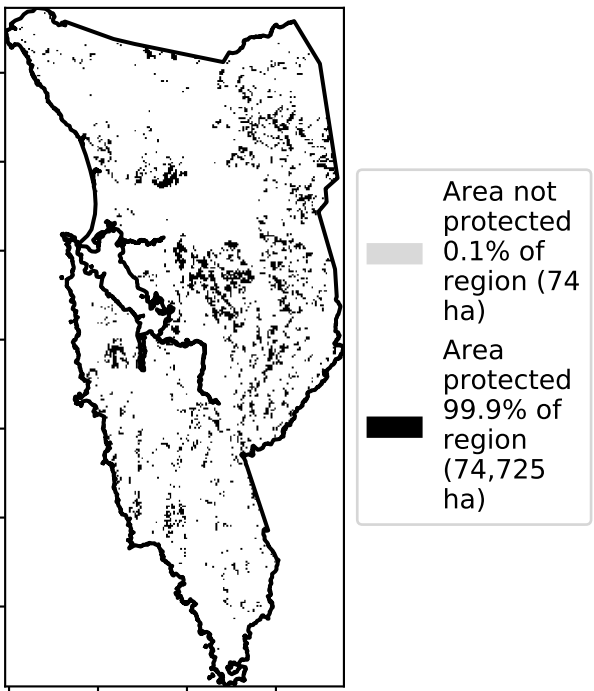 Area not
protected
0.1% of
region (74
ha)
Area
protected
99.9% of
region
(74,725
ha)